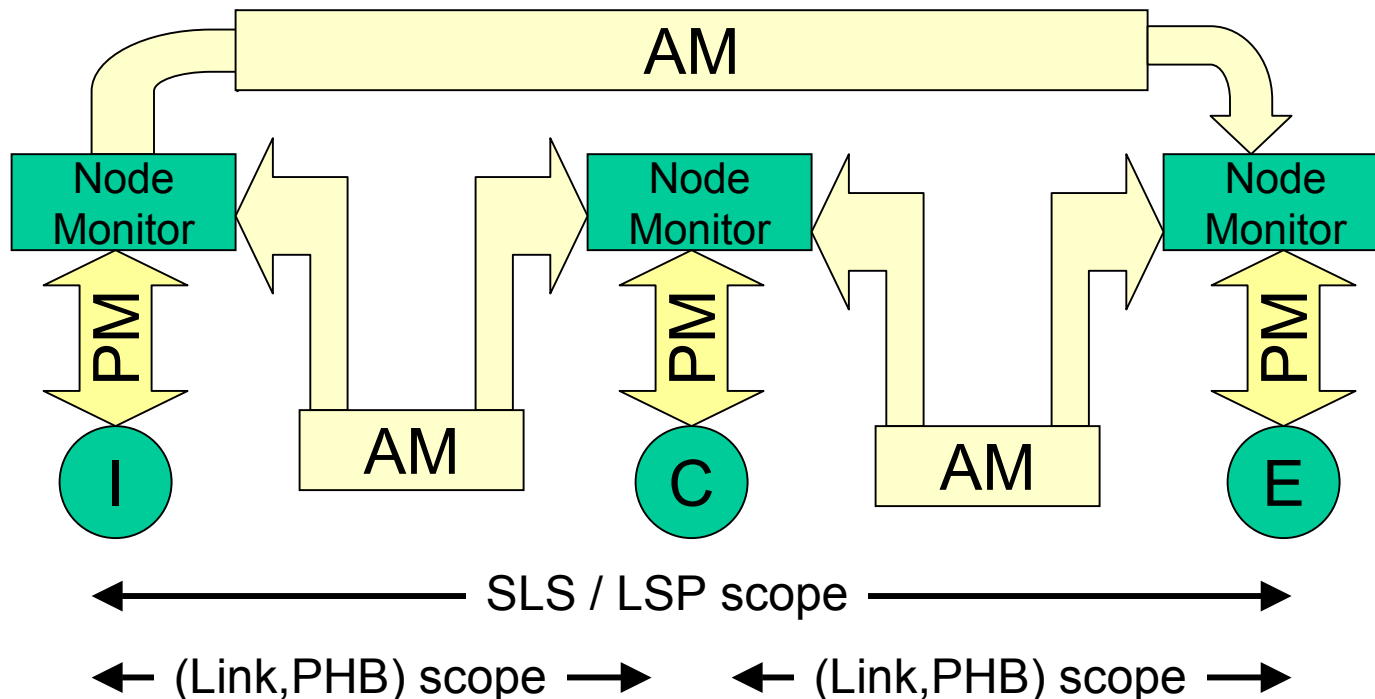 AM
Node
Monitor
Node
Monitor
Node
Monitor
PM
PM
PM
AM
AM
I
C
E
SLS / LSP scope
(Link,PHB) scope
(Link,PHB) scope